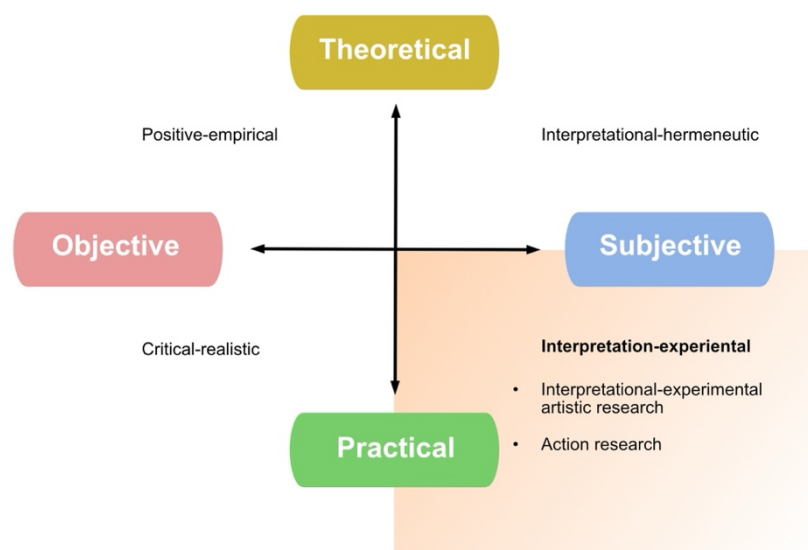 Theoretical
Positive-empirical
Interpretational-hermeneutic
Objective
Subjective
Critical-realistic
Interpretation-experiental
• Interpretational-experimental
artistic research
Practical
• Action research